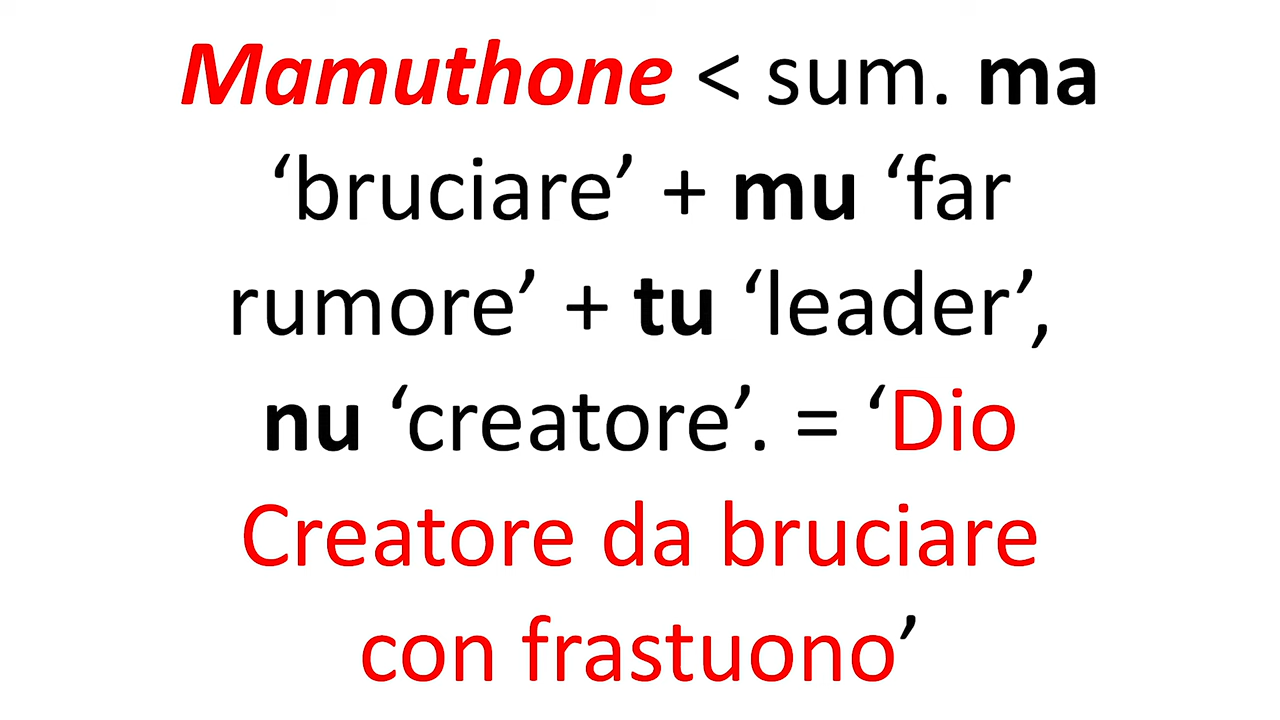 Mamuthone < sum. ma
‘bruciare’ + mu ‘far
rumore’ + tu ‘leader’,
nu ‘creatore’. = ‘Dio
Creatore da bruciare
con frastuono’